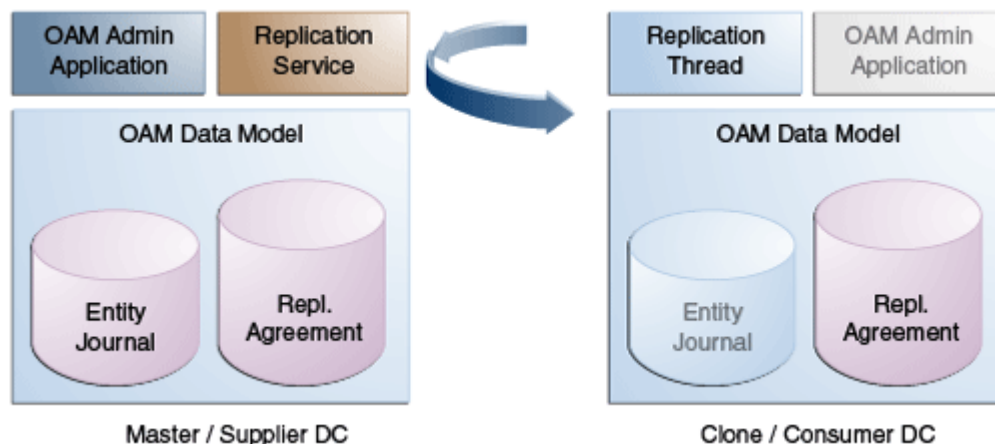 OAM Admin
Application
Replication
Service
Replication
Thread
OAM Admin
Application
OAM Data Model
Entity
Journal
Repl.
Agreement
OAM Data Model
Entity
Journal
Repl.
Agreement
Master / Supplier DC
Clone / Consumer DC